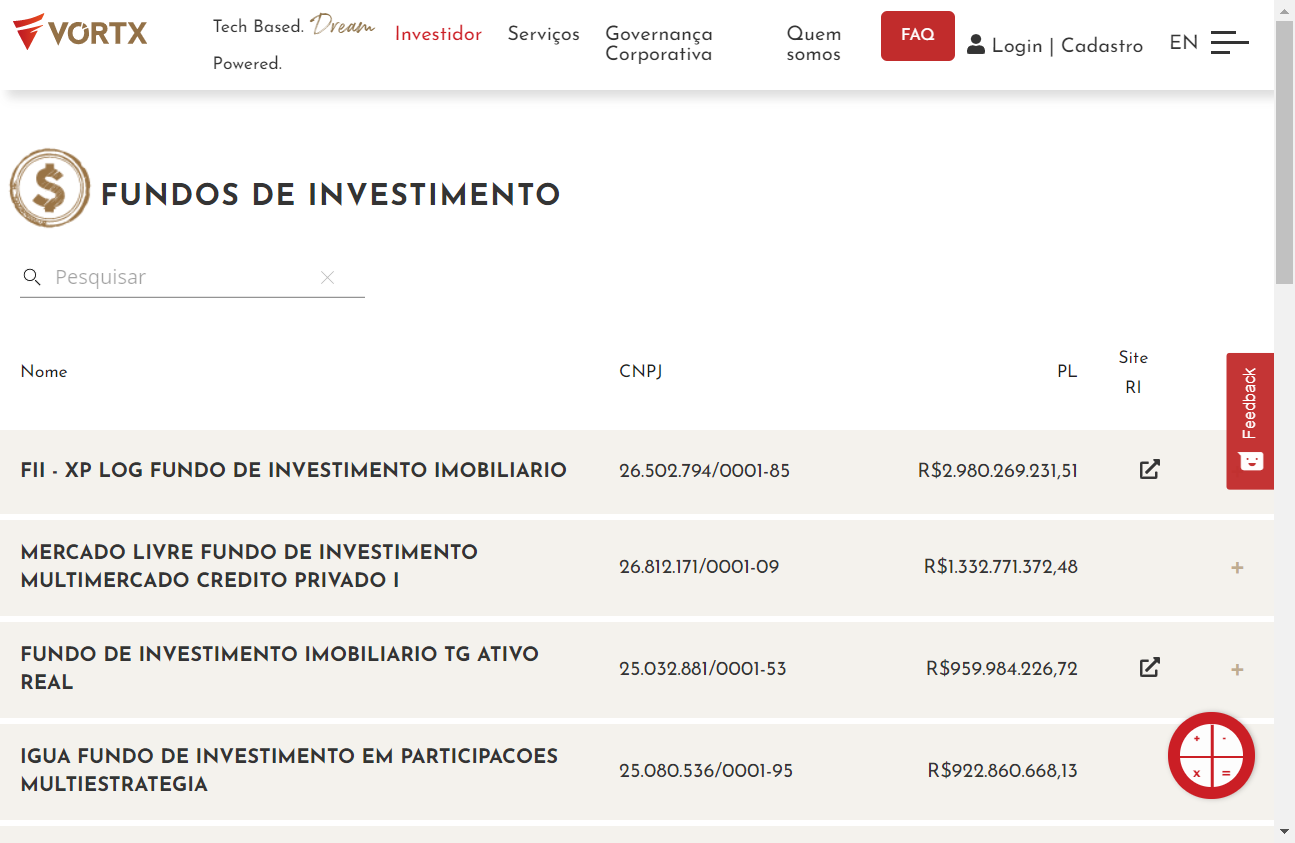 VORTX
Tech Based. Dream
Powered.
Investidor
Serviços
Governança
Corporativa
Quem
somos
FAQ
Login | Cadastro
EN
FUNDOS DE INVESTIMENTO
Pesquisar
Nome
CNPJ
PL
Site
RI
Feedback
FII - XP LOG FUNDO DE INVESTIMENTO IMOBILIARIO
26.502.794/0001-85
R$2.980.269.231,51
MERCADO LIVRE FUNDO DE INVESTIMENTO
MULTIMERCADO CREDITO PRIVADO I
26.812.171/0001-09
R$1.332.771.372,48
+
FUNDO DE INVESTIMENTO IMOBILIARIO TG ATIVO
REAL
25.032.881/0001-53
R$959.984.226,72
+
IGUA FUNDO DE INVESTIMENTO EM PARTICIPACOES
MULTIESTRATEGIA
25.080.536/0001-95
R$922.860.668,13
+ -
x =